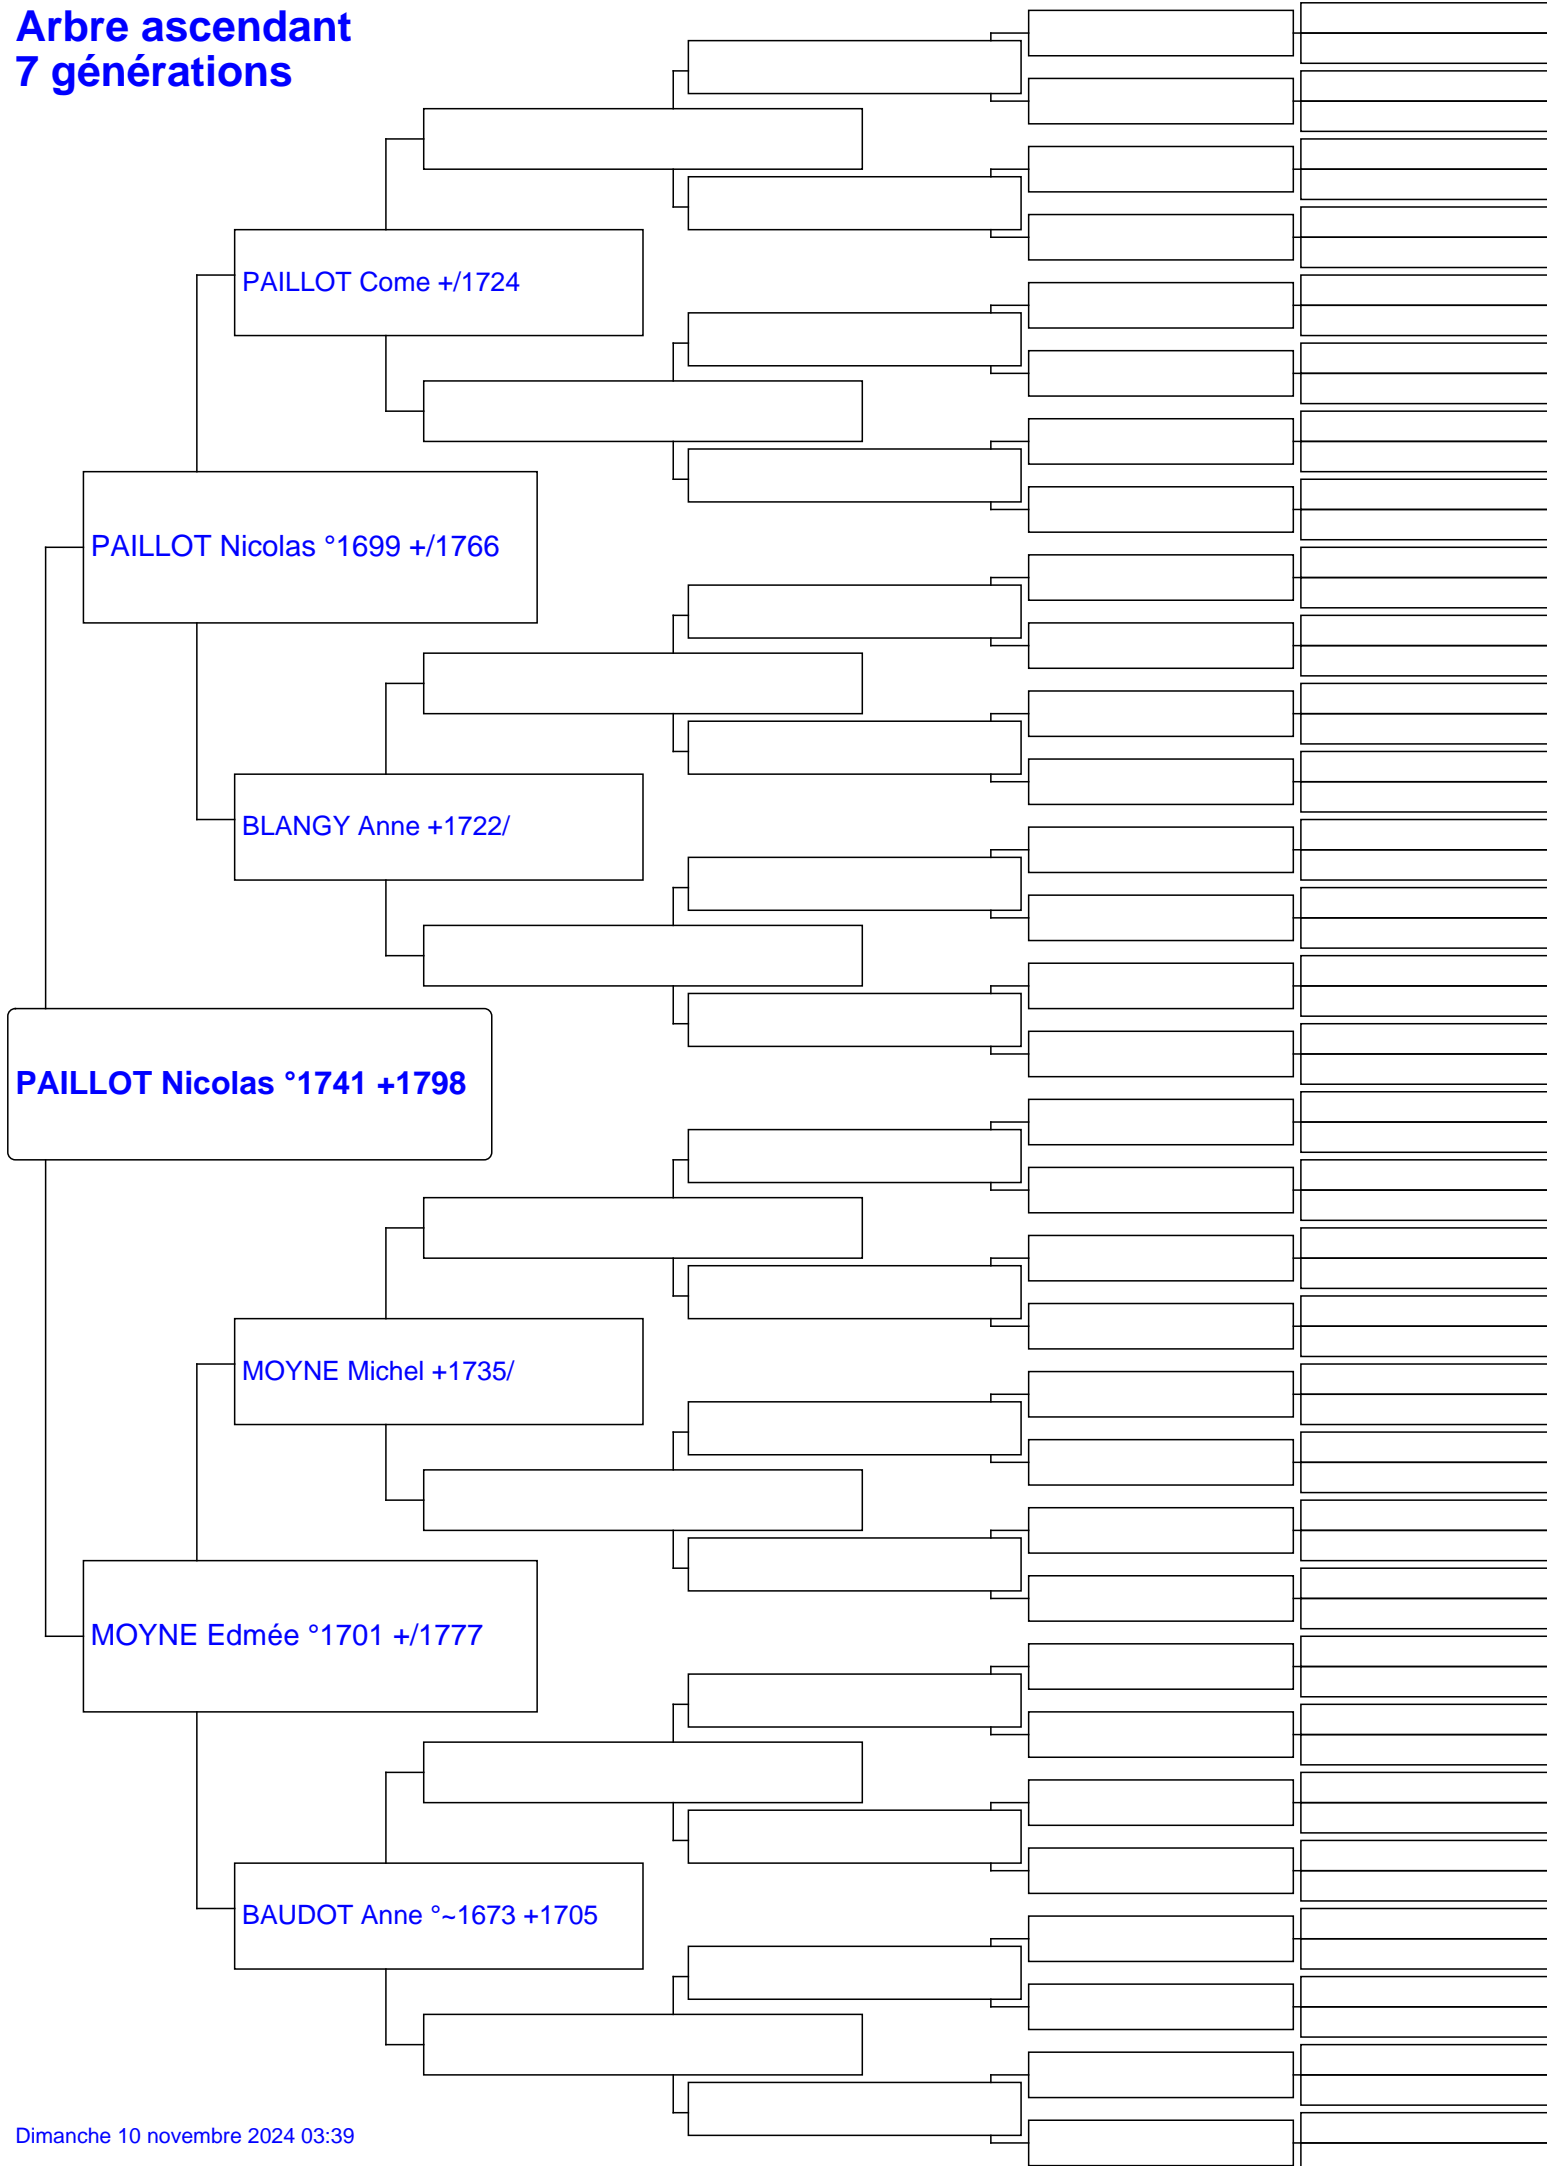 Arbre ascendant
7 générations
PAILLOT Come +/1724
PAILLOT Nicolas °1699 +/1766
BLANGY Anne +1722/
PAILLOT Nicolas °1741 +1798
MOYNE Michel +1735/
MOYNE Edmée °1701 +/1777
BAUDOT Anne °~1673 +1705
Dimanche 10 novembre 2024 03:39